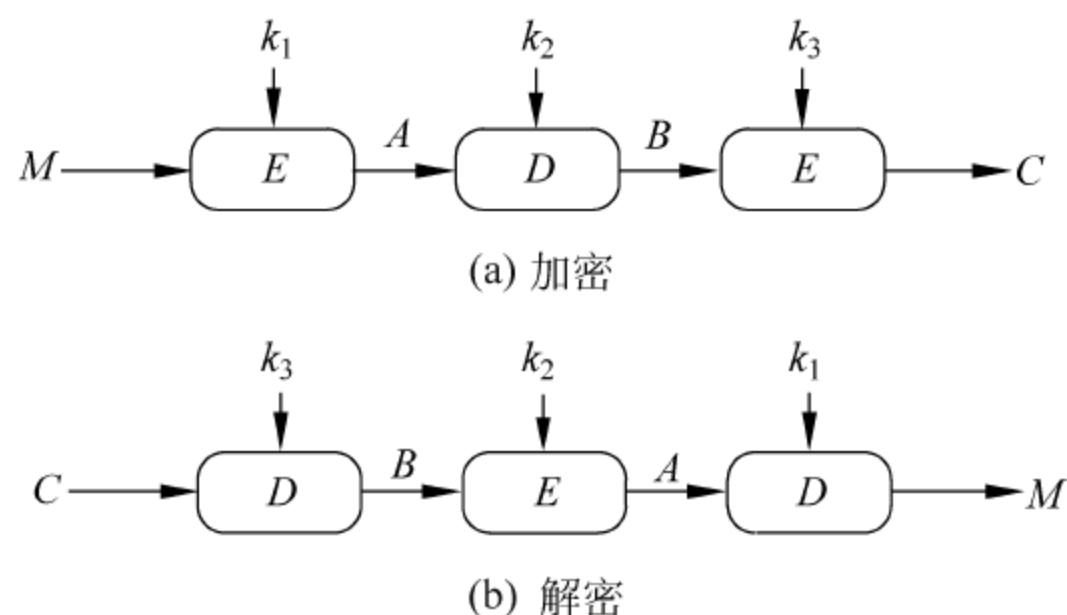 k₁ k₂ k₃
M E A D B E C
(a) 加密
k₃ k₂ k₁
C D B E A D M
(b) 解密